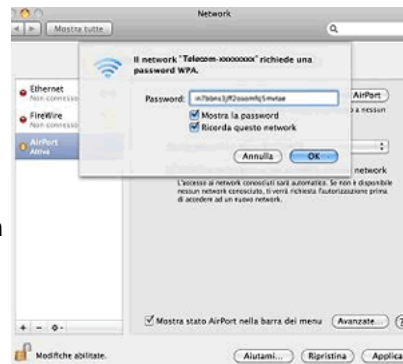 Network
Mostra tutte
Il network "Telecom-xxxxxxxx" richiede una
password WPA.
Password:
Mostra la password
Ricorda questo network
Annulla
OK
Ethernet
Non connesso
FireWire
Non connesso
AirPort
Attiva
AirPort
a nessun
network
L'accesso ai network conosciuti sarà automatico. Se non è disponibile
nessun network conosciuto, ti verrà richiesta l'autorizzazione prima
di accedere ad un nuovo network.
Mostra stato AirPort nella barra dei menu
Avanzate...
?
+ -
Modifiche abilitate.
Aiutami...
Ripristina
Applica